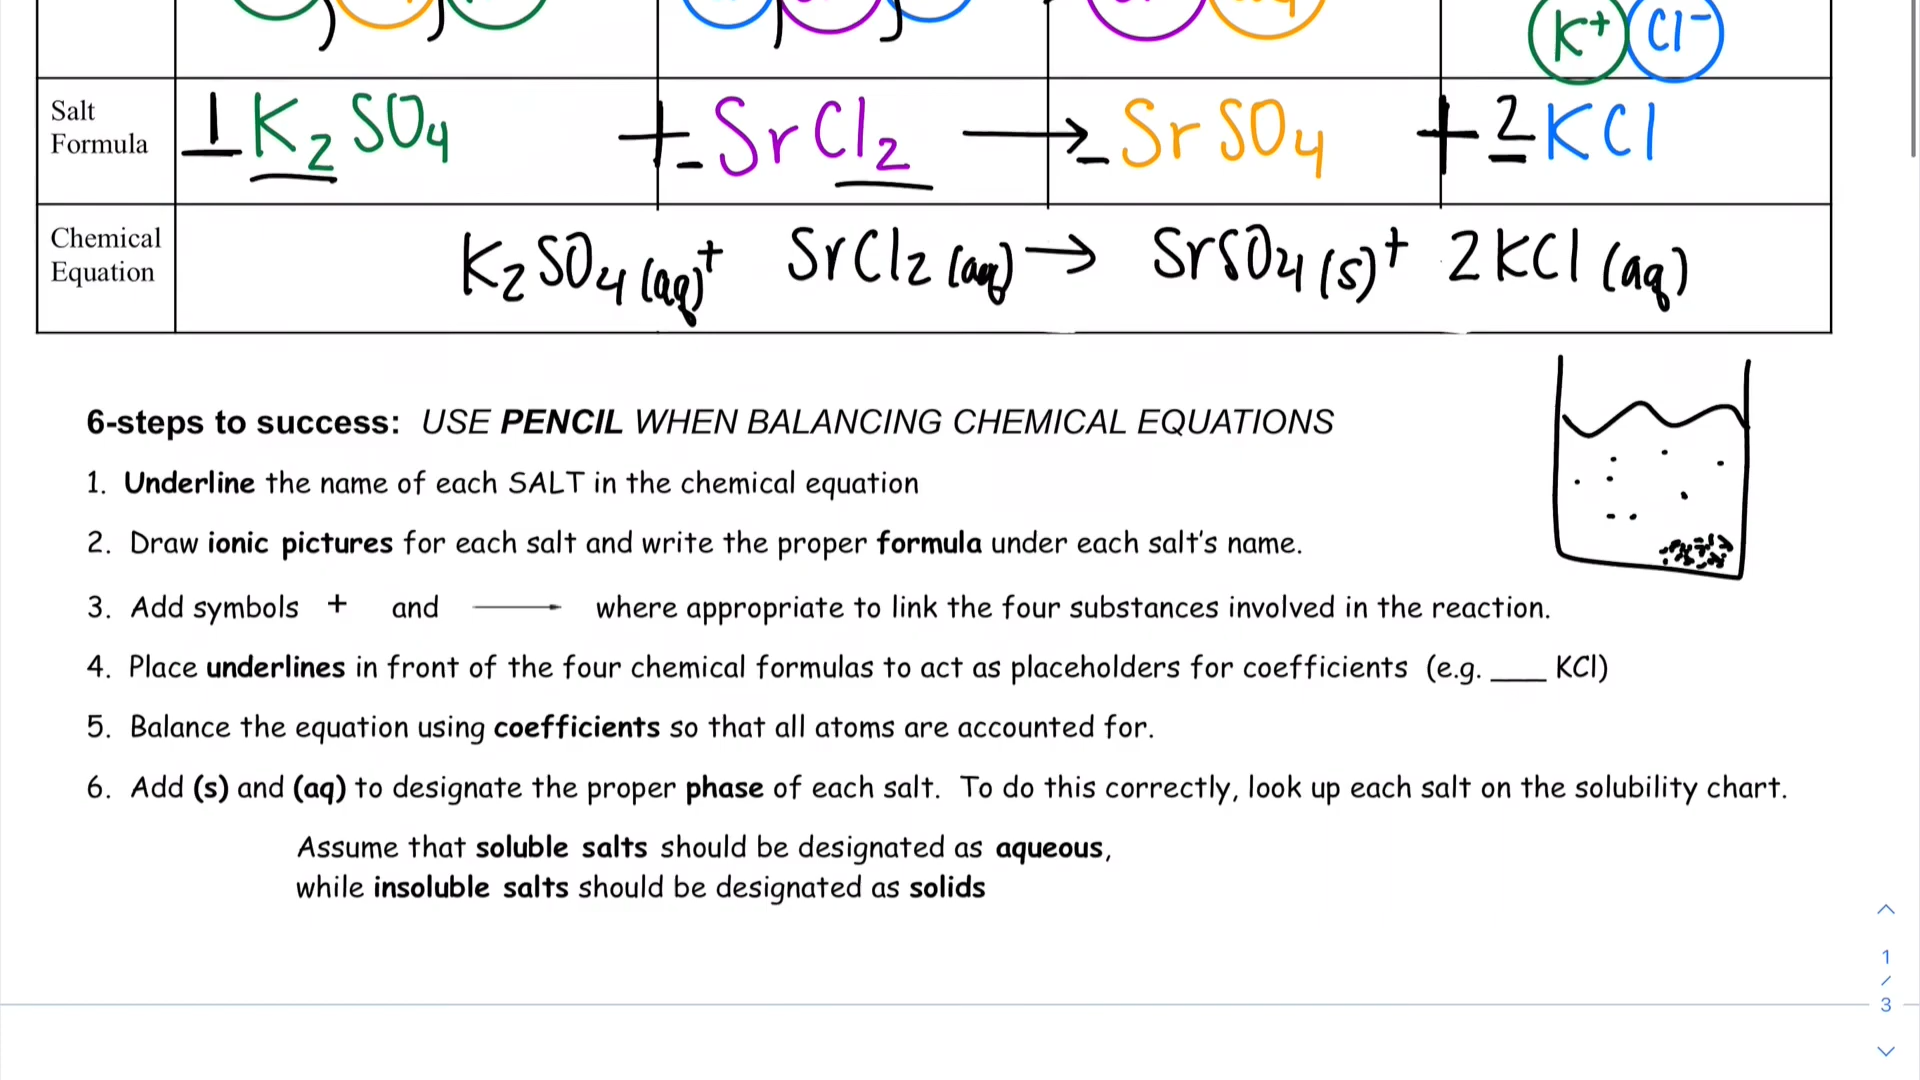 K+ Cl-
Salt
Formula
1 K2SO4 + _ SrCl2 → _ SrSO4 + 2 KCl
Chemical
Equation
K2SO4 (aq) + SrCl2 (aq) → SrSO4 (s) + 2KCl (aq)
6-steps to success: USE PENCIL WHEN BALANCING CHEMICAL EQUATIONS
1. Underline the name of each SALT in the chemical equation
2. Draw ionic pictures for each salt and write the proper formula under each salt's name.
3. Add symbols + and → where appropriate to link the four substances involved in the reaction.
4. Place underlines in front of the four chemical formulas to act as placeholders for coefficients (e.g. ____ KCl)
5. Balance the equation using coefficients so that all atoms are accounted for.
6. Add (s) and (aq) to designate the proper phase of each salt. To do this correctly, look up each salt on the solubility chart.
Assume that soluble salts should be designated as aqueous,
while insoluble salts should be designated as solids
1
/
3